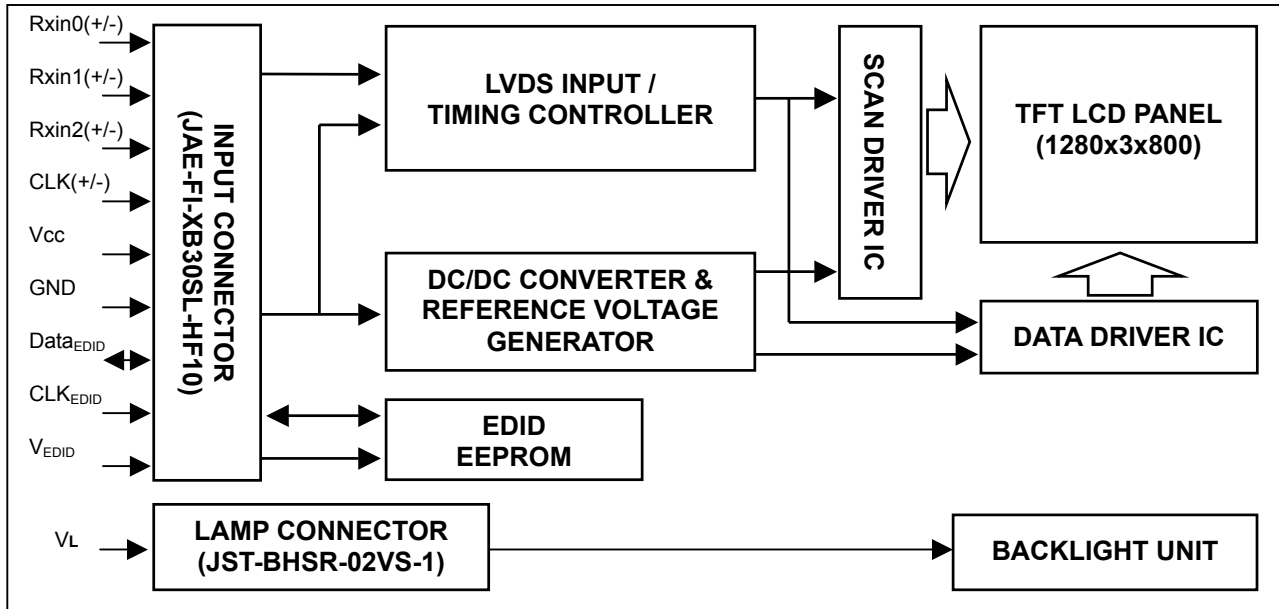 Rxin0(+/-)
Rxin1(+/-)
Rxin2(+/-)
CLK(+/-)
Vcc
GND
DataEDID
CLKEDID
VEDID
VL
INPUT CONNECTOR
(JAE-FI-XB30SL-HF10)
LVDS INPUT /
TIMING CONTROLLER
DC/DC CONVERTER &
REFERENCE VOLTAGE
GENERATOR
EDID
EEPROM
SCAN DRIVER IC
TFT LCD PANEL
(1280x3x800)
DATA DRIVER IC
LAMP CONNECTOR
(JST-BHSR-02VS-1)
BACKLIGHT UNIT